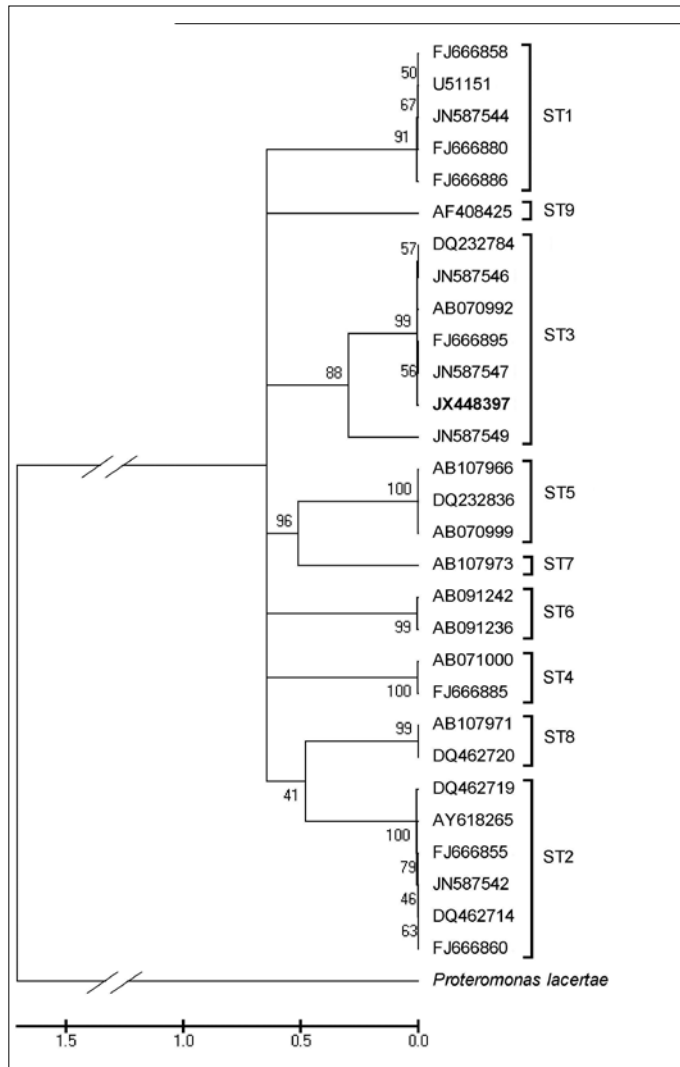 FJ666858
50
U51151
67
JN587544
ST1
91
FJ666880
FJ666886
AF408425
ST9
57
DQ232784
JN587546
AB070992
99
FJ666895
ST3
88
56
JN587547
JX448397
JN587549
AB107966
100
DQ232836
ST5
96
AB070999
AB107973
ST7
AB091242
ST6
99
AB091236
AB071000
ST4
100
FJ666885
99
AB107971
ST8
DQ462720
41
DQ462719
AY618265
100
FJ666855
ST2
79
JN587542
46
DQ462714
63
FJ666860
Proteromonas lacertae
1.5 1.0 0.5 0.0